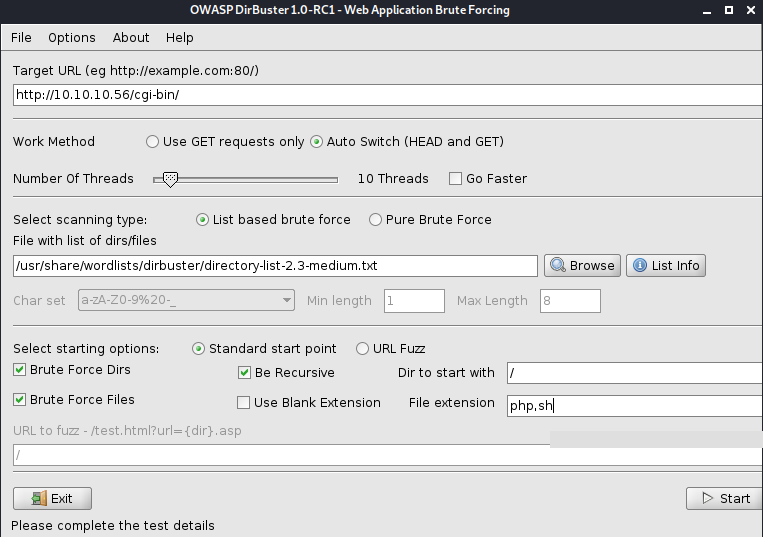 OWASP DirBuster 1.0-RC1 - Web Application Brute Forcing
File Options About Help
Target URL (eg http://example.com:80/)
http://10.10.10.56/cgi-bin/
Work Method Use GET requests only Auto Switch (HEAD and GET)
Number Of Threads 10 Threads Go Faster
Select scanning type: List based brute force Pure Brute Force
File with list of dirs/files
/usr/share/wordlists/dirbuster/directory-list-2.3-medium.txt Browse List Info
Char set a-zA-Z0-9%20-_ Min length 1 Max Length 8
Select starting options: Standard start point URL Fuzz
Brute Force Dirs Be Recursive Dir to start with /
Brute Force Files Use Blank Extension File extension php,sh
URL to fuzz - /test.html?url={dir}.asp
/
Exit Start
Please complete the test details